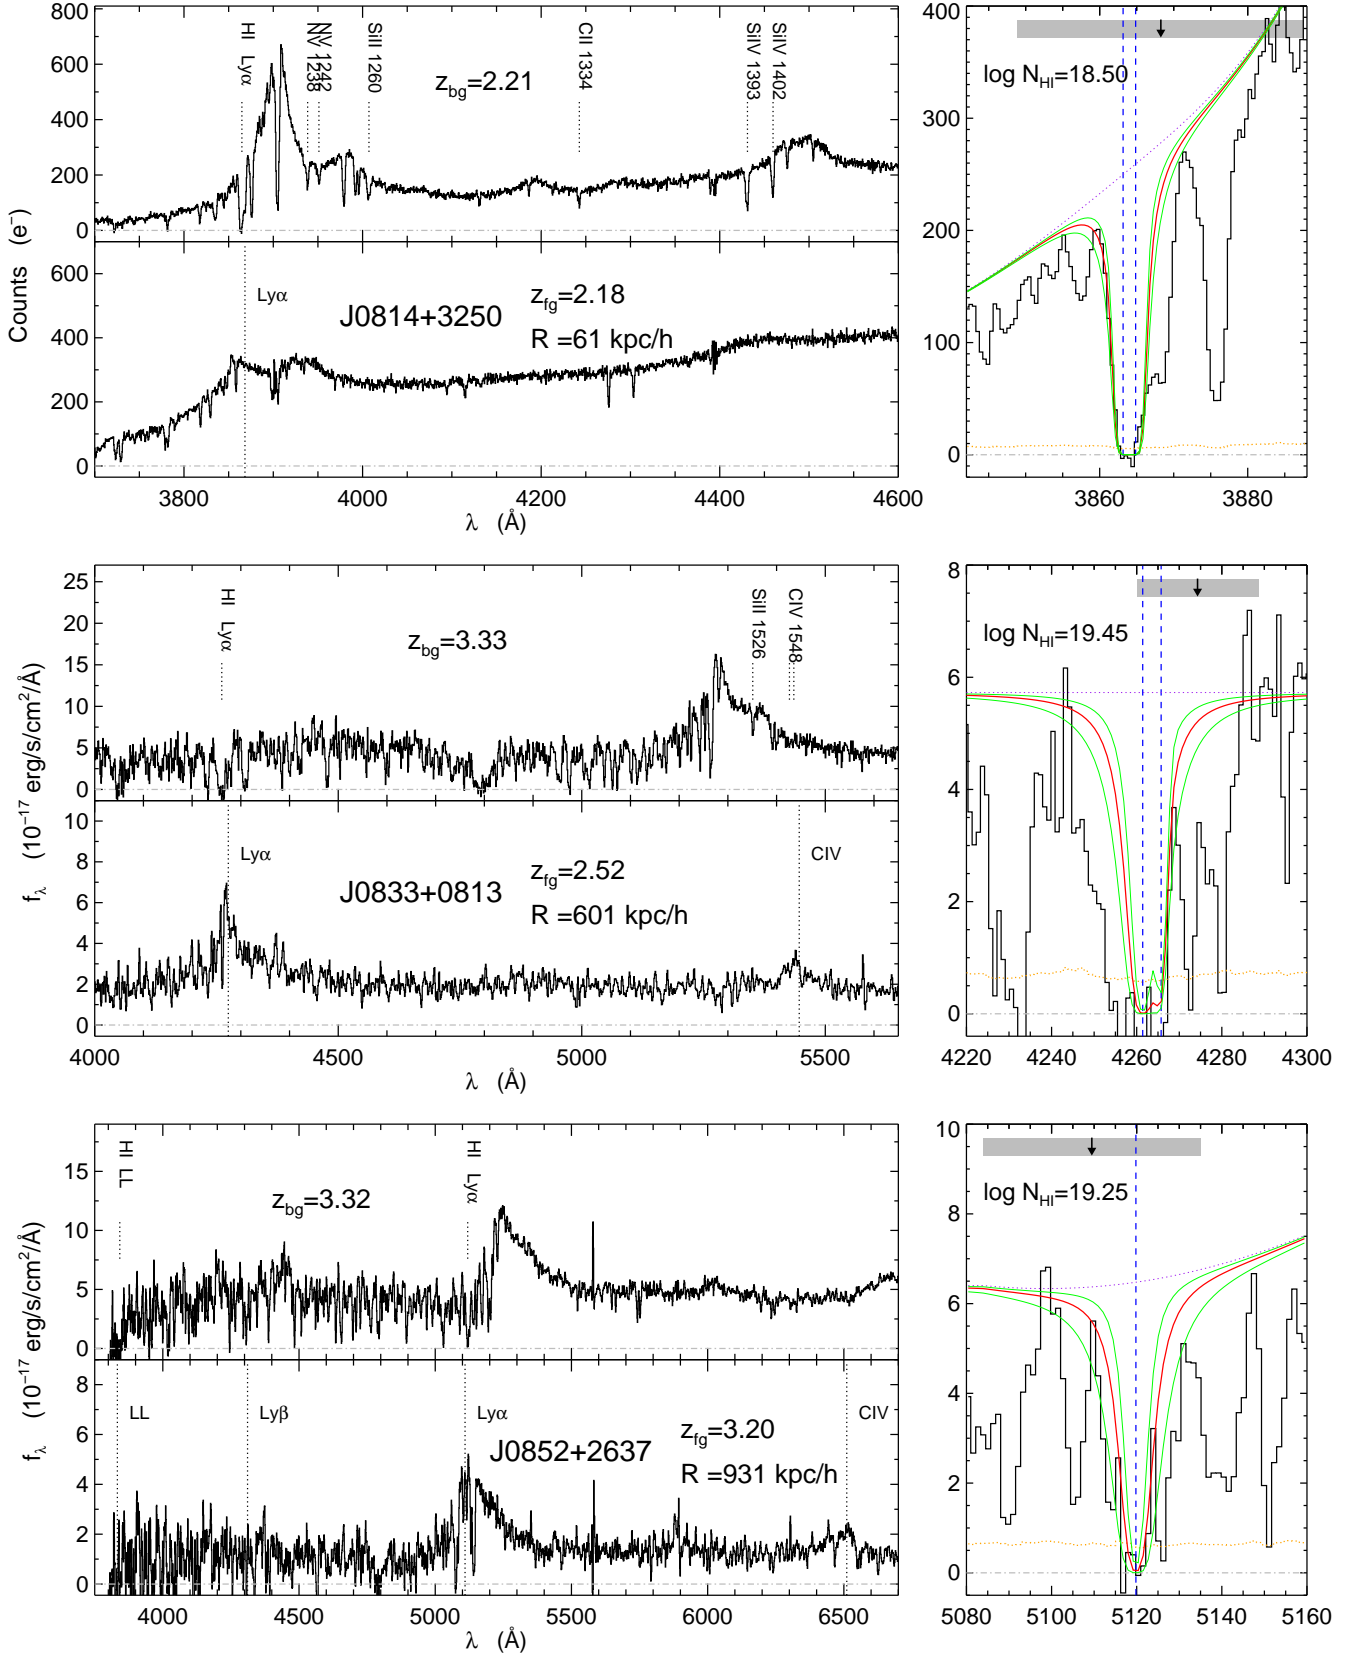 HI Lyα
NV 1238
NV 1242
SiII 1260
CII 1334
SiIV 1393
SiIV 1402
z_bg=2.21
800
600
400
200
0
Counts (e⁻)
Lyα
J0814+3250
z_fg=2.18
R =61 kpc/h
600
400
200
0
3800 4000 4200 4400 4600
λ (Å)
log N_HI=18.50
400
300
200
100
0
3860 3880
HI Lyα
SiII 1526
CIV 1548
z_bg=3.33
25
20
15
10
5
0
f_λ (10⁻¹⁷ erg/s/cm²/Å)
Lyα
CIV
J0833+0813
z_fg=2.52
R =601 kpc/h
10
8
6
4
2
0
4000 4500 5000 5500
λ (Å)
log N_HI=19.45
8
6
4
2
0
4220 4240 4260 4280 4300
HI LL
HI Lyα
z_bg=3.32
15
10
5
0
f_λ (10⁻¹⁷ erg/s/cm²/Å)
LL
Lyβ
Lyα
CIV
J0852+2637
z_fg=3.20
R =931 kpc/h
8
6
4
2
0
4000 4500 5000 5500 6000 6500
λ (Å)
log N_HI=19.25
10
8
6
4
2
0
5080 5100 5120 5140 5160